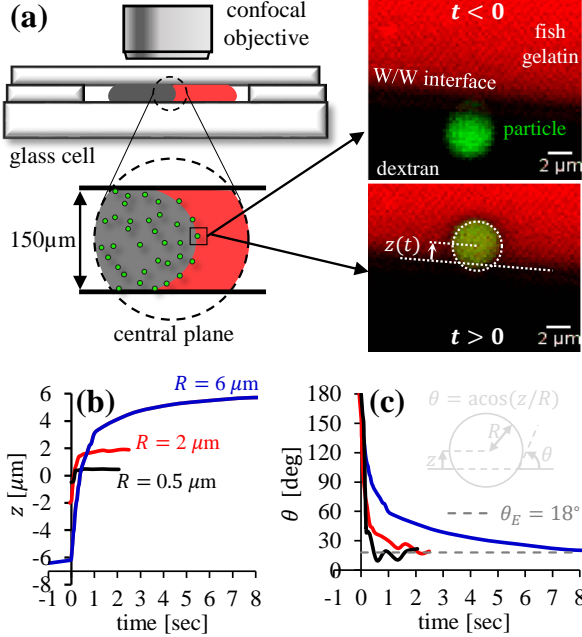 (a)
confocal
objective
glass cell
150μm
central plane
t < 0
fish
gelatin
W/W interface
particle
dextran
2 μm
z(t)
t > 0
2 μm
(b)
R = 6 μm
R = 2 μm
R = 0.5 μm
z [μm]
6
4
2
0
-2
-4
-6
-8
-1 0 1 2 3 4 5 6 7 8
time [sec]
(c)
θ = acos(z/R)
R
z
θ
θ_E = 18°
θ [deg]
180
150
120
90
60
30
0
-1 0 1 2 3 4 5 6 7 8
time [sec]